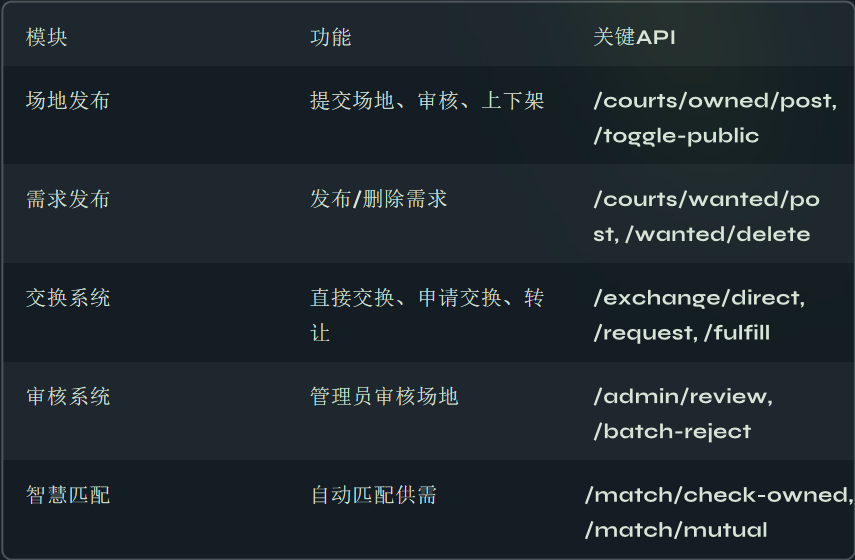 模块 功能 关键API
场地发布 提交场地、审核、上下架 /courts/owned/post,
/toggle-public
需求发布 发布/删除需求 /courts/wanted/po
st, /wanted/delete
交换系统 直接交换、申请交换、转 /exchange/direct,
让 /request, /fulfill
审核系统 管理员审核场地 /admin/review,
/batch-reject
智慧匹配 自动匹配供需 /match/check-owned,
/match/mutual